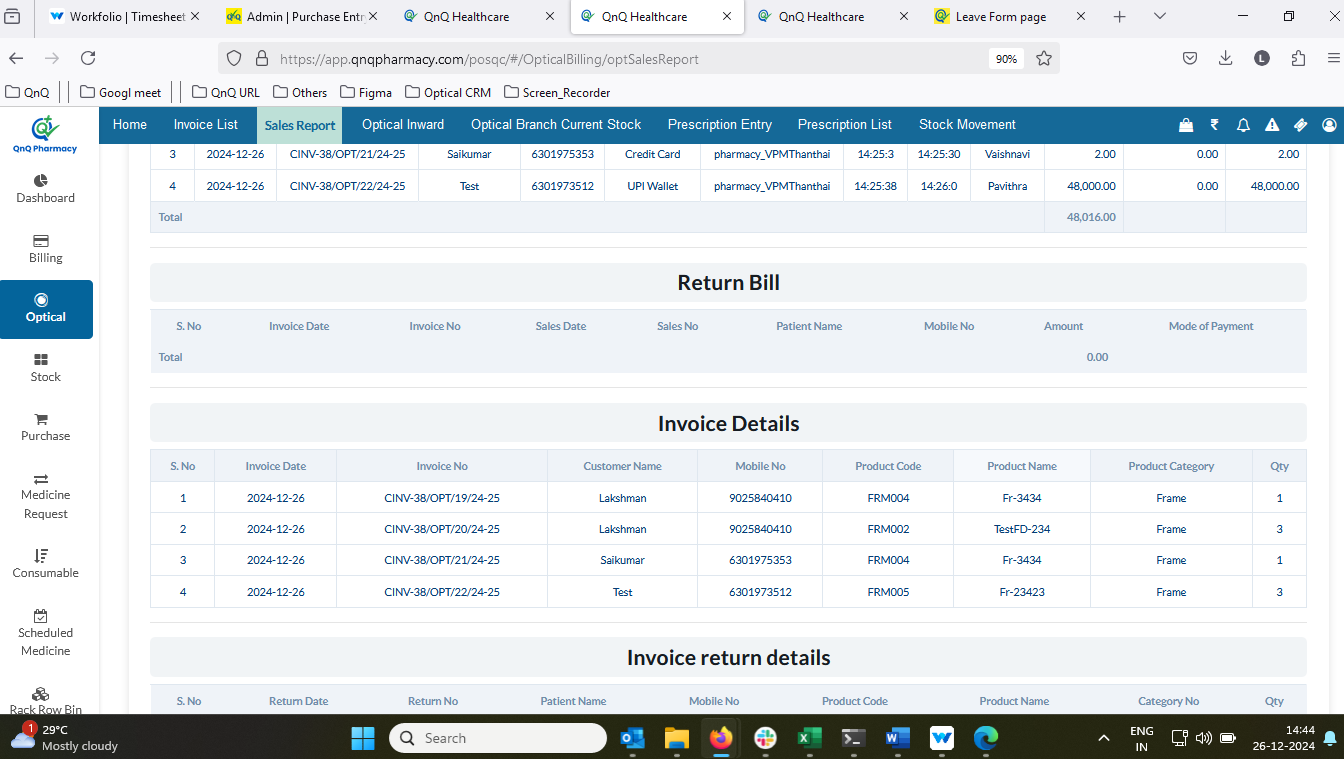 Workfolio | Timesheet
Admin | Purchase Entr
QnQ Healthcare
QnQ Healthcare
QnQ Healthcare
Leave Form page
https://app.qnqpharmacy.com/posqc/#/OpticalBilling/optSalesReport
90%
L
QnQ
Googl meet
QnQ URL
Others
Figma
Optical CRM
Screen_Recorder
QnQ Pharmacy
Home
Invoice List
Sales Report
Optical Inward
Optical Branch Current Stock
Prescription Entry
Prescription List
Stock Movement
Dashboard
Billing
Optical
Stock
Purchase
Medicine
Request
Consumable
Scheduled
Medicine
Rack Row Bin
3 2024-12-26 CINV-38/OPT/21/24-25 Saikumar 6301975353 Credit Card pharmacy_VPMThanthai 14:25:3 14:25:30 Vaishnavi 2.00 0.00 2.00
4 2024-12-26 CINV-38/OPT/22/24-25 Test 6301973512 UPI Wallet pharmacy_VPMThanthai 14:25:38 14:26:0 Pavithra 48,000.00 0.00 48,000.00
Total 48,016.00
Return Bill
S. No Invoice Date Invoice No Sales Date Sales No Patient Name Mobile No Amount Mode of Payment
Total 0.00
Invoice Details
S. No Invoice Date Invoice No Customer Name Mobile No Product Code Product Name Product Category Qty
1 2024-12-26 CINV-38/OPT/19/24-25 Lakshman 9025840410 FRM004 Fr-3434 Frame 1
2 2024-12-26 CINV-38/OPT/20/24-25 Lakshman 9025840410 FRM002 TestFD-234 Frame 3
3 2024-12-26 CINV-38/OPT/21/24-25 Saikumar 6301975353 FRM004 Fr-3434 Frame 1
4 2024-12-26 CINV-38/OPT/22/24-25 Test 6301973512 FRM005 Fr-23423 Frame 3
Invoice return details
S. No Return Date Return No Patient Name Mobile No Product Code Product Name Category No Qty
1
29°C
Mostly cloudy
Search
ENG
IN
14:44
26-12-2024